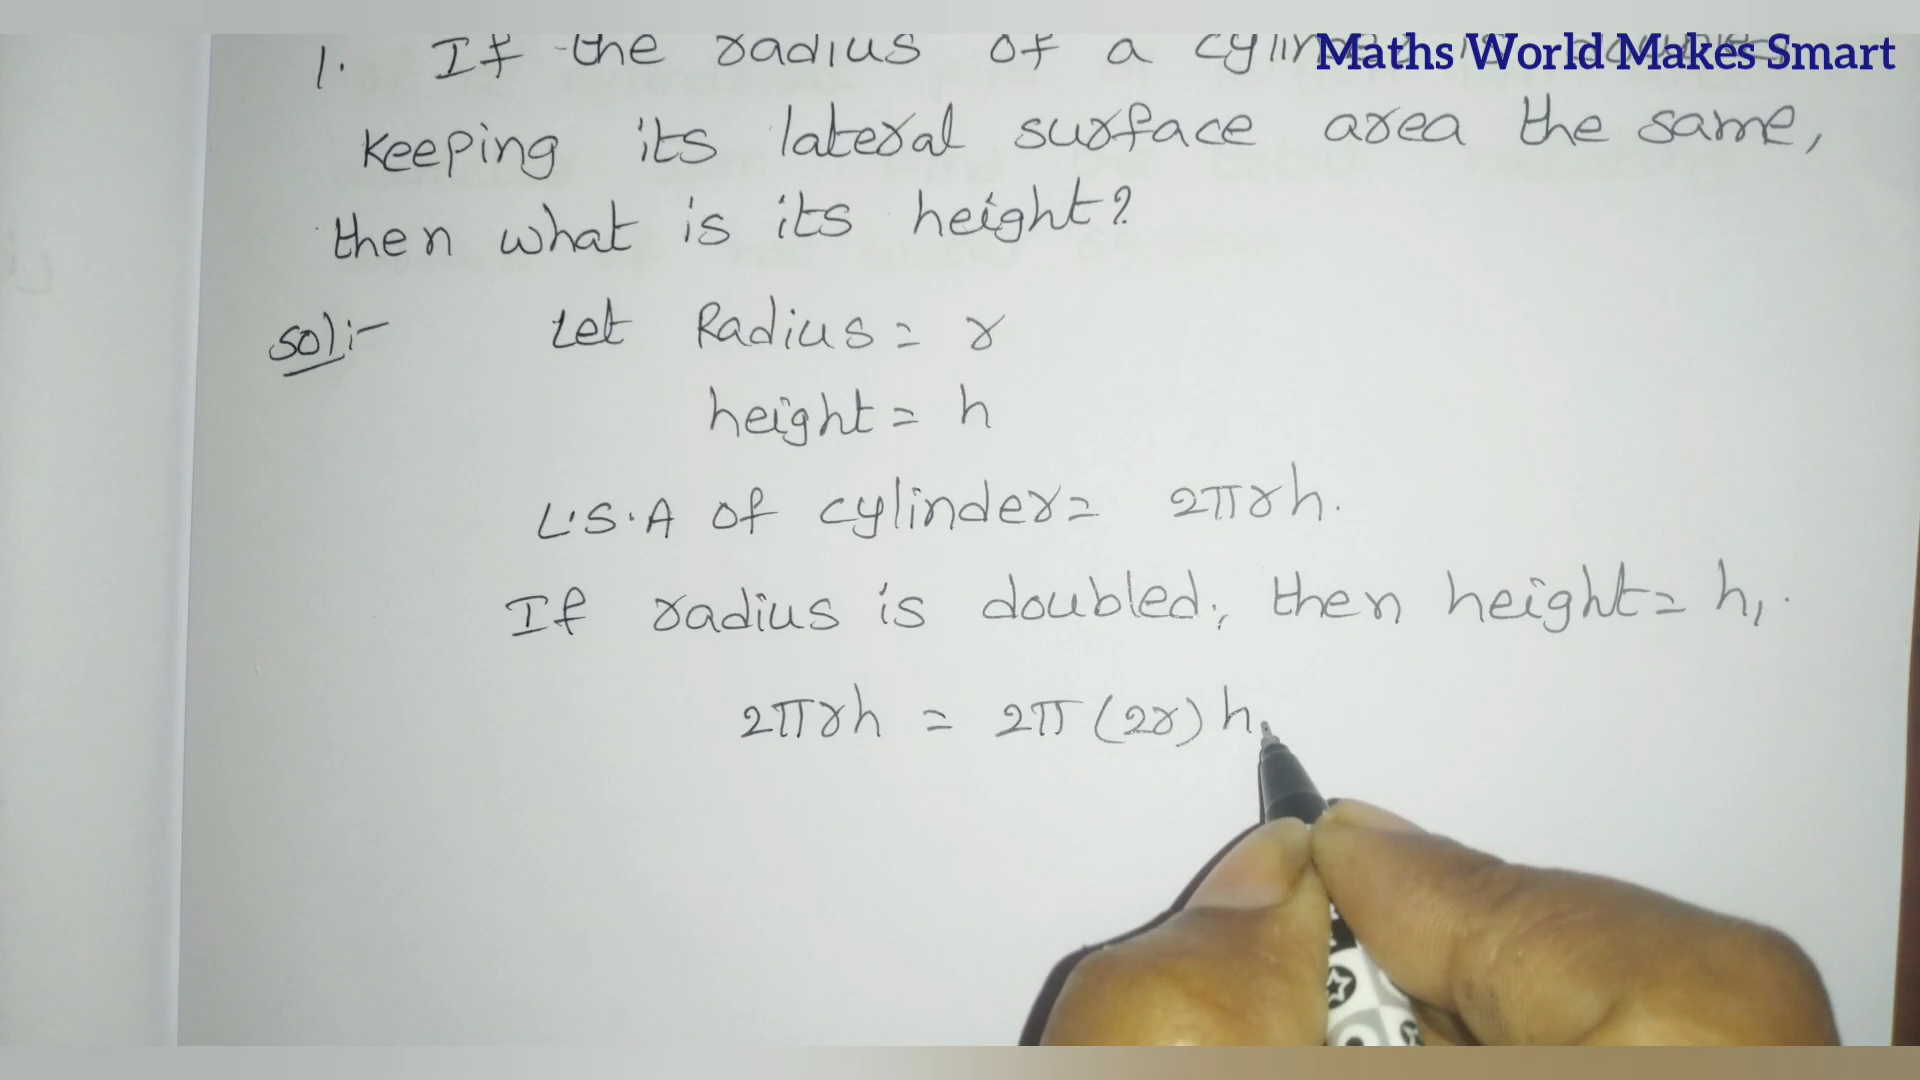 Maths World Makes Smart
1. If the radius of a
keeping its lateral surface area the same,
then what is its height?
Sol:- Let Radius = r
height = h
L.S.A of cylinder = 2πrh.
If radius is doubled, then height = h₁.
2πrh = 2π(2r)h